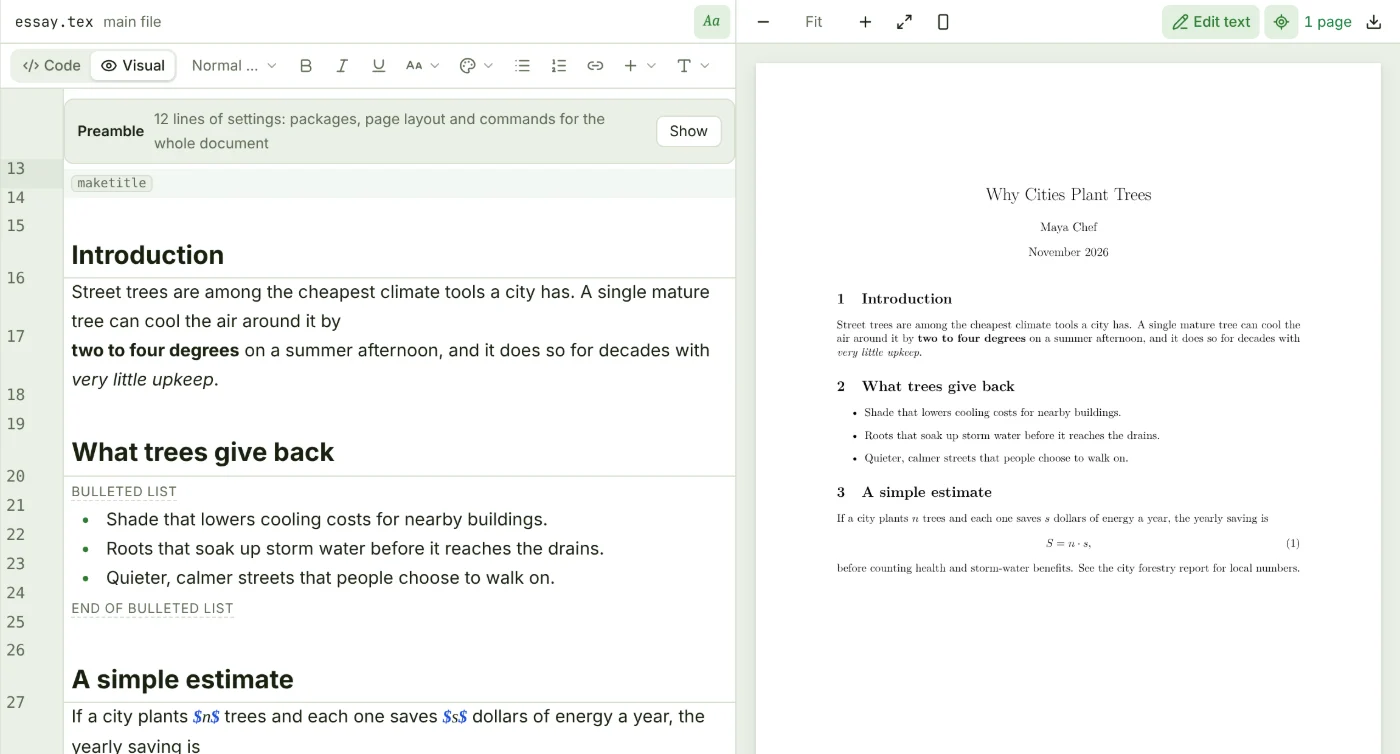 essay.tex main file
Aa
Fit
Edit text
1 page
Code
Visual
Normal ...
B I U AA
T
Preamble
12 lines of settings: packages, page layout and commands for the
whole document
Show
13
maketitle
14
15
Introduction
16
Street trees are among the cheapest climate tools a city has. A single mature
tree can cool the air around it by
17
two to four degrees on a summer afternoon, and it does so for decades with
very little upkeep.
18
19
What trees give back
20
BULLETED LIST
21
• Shade that lowers cooling costs for nearby buildings.
22
• Roots that soak up storm water before it reaches the drains.
23
• Quieter, calmer streets that people choose to walk on.
24
END OF BULLETED LIST
25
26
A simple estimate
27
If a city plants $n$ trees and each one saves $s$ dollars of energy a year, the
yearly saving is
Why Cities Plant Trees
Maya Chef
November 2026
1 Introduction
Street trees are among the cheapest climate tools a city has. A single mature tree can cool the
air around it by two to four degrees on a summer afternoon, and it does so for decades with
very little upkeep.
2 What trees give back
• Shade that lowers cooling costs for nearby buildings.
• Roots that soak up storm water before it reaches the drains.
• Quieter, calmer streets that people choose to walk on.
3 A simple estimate
If a city plants n trees and each one saves s dollars of energy a year, the yearly saving is
S = n · s, (1)
before counting health and storm-water benefits. See the city forestry report for local numbers.